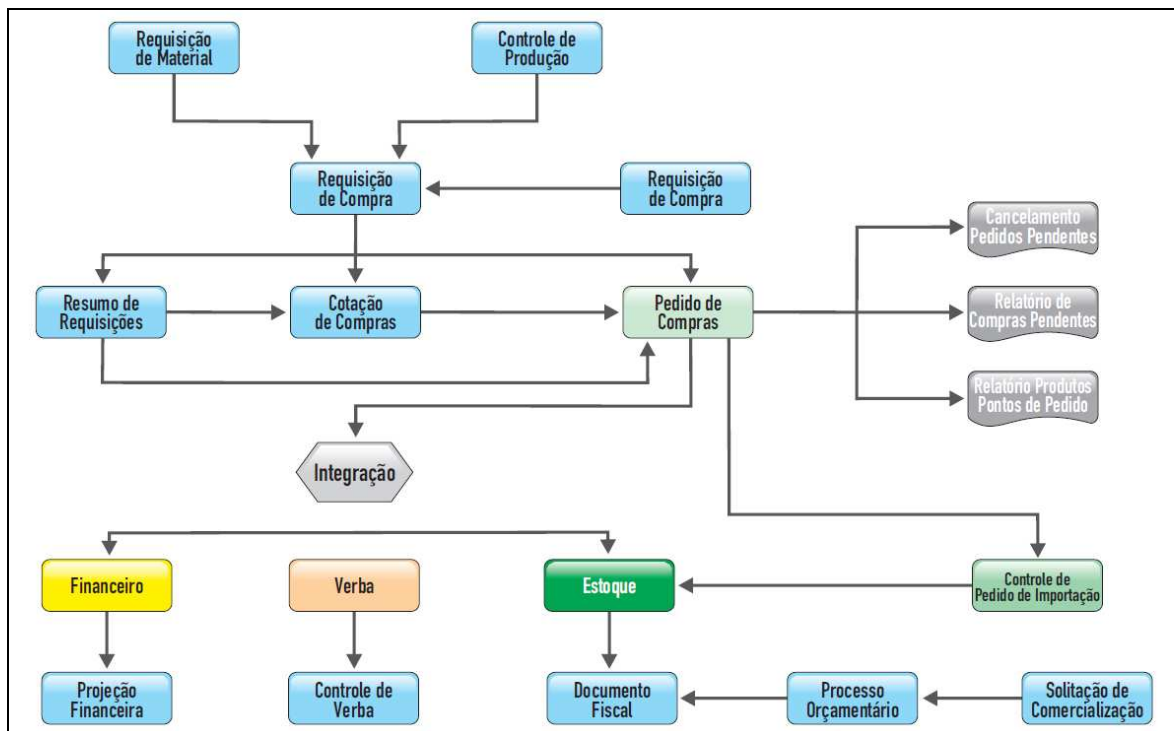 Requisição
de Material
Controle de
Produção
Requisição
de Compra
Requisição
de Compra
Cancelamento
Pedidos Pendentes
Resumo de
Requisições
Cotação
de Compras
Pedido de
Compras
Relatório de
Compras Pendentes
Relatório Produtos
Pontos de Pedido
Integração
Financeiro
Verba
Estoque
Controle de
Pedido de Importação
Projeção
Financeira
Controle de
Verba
Documento
Fiscal
Processo
Orçamentário
Solitação de
Comercialização